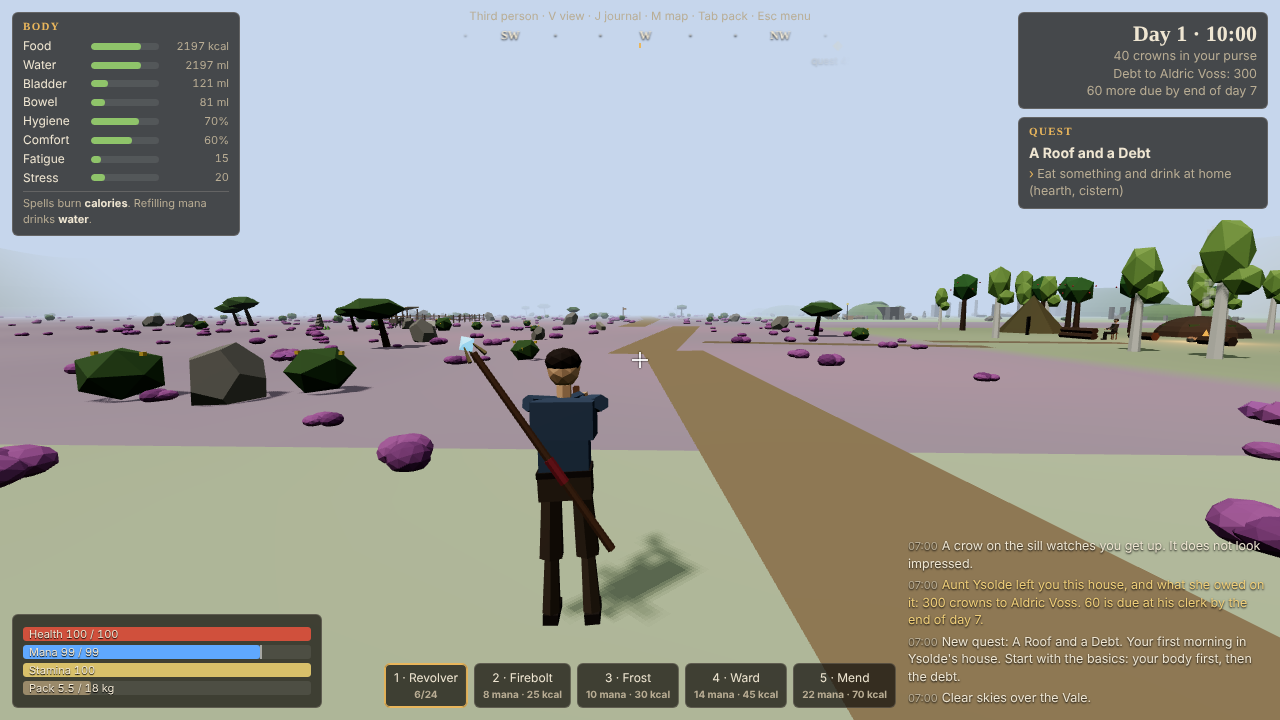 BODY
Food 2197 kcal
Water 2197 ml
Bladder 121 ml
Bowel 81 ml
Hygiene 70%
Comfort 60%
Fatigue 15
Stress 20
Spells burn calories. Refilling mana
drinks water.
Third person · V view · J journal · M map · Tab pack · Esc menu
SW W NW
Quest
Day 1 · 10:00
40 crowns in your purse
Debt to Aldric Voss: 300
60 more due by end of day 7
QUEST
A Roof and a Debt
› Eat something and drink at home
(hearth, cistern)
07:00 A crow on the sill watches you get up. It does not look
impressed.
07:00 Aunt Ysolde left you this house, and what she owed on
it: 300 crowns to Aldric Voss. 60 is due at his clerk by the
end of day 7.
07:00 New quest: A Roof and a Debt. Your first morning in
Ysolde's house. Start with the basics: your body first, then
the debt.
07:00 Clear skies over the Vale.
Health 100 / 100
Mana 99 / 99
Stamina 100
Pack 5.5 / 18 kg
1 · Revolver
6/24
2 · Firebolt
8 mana · 25 kcal
3 · Frost
10 mana · 30 kcal
4 · Ward
14 mana · 45 kcal
5 · Mend
22 mana · 70 kcal